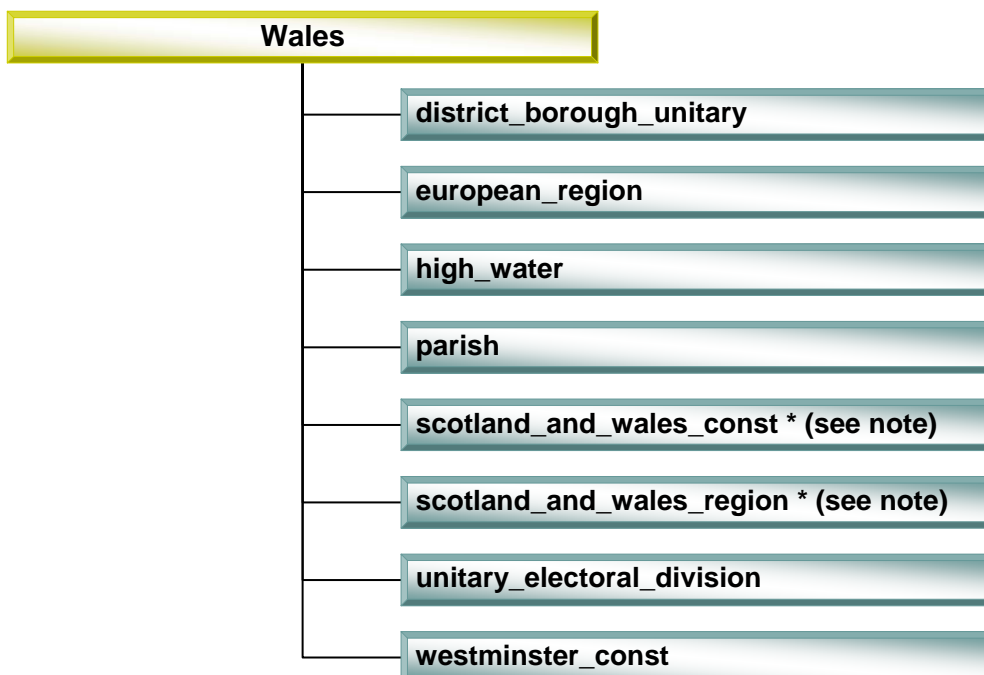 Wales
district_borough_unitary
european_region
high_water
parish
scotland_and_wales_const * (see note)
scotland_and_wales_region * (see note)
unitary_electoral_division
westminster_const